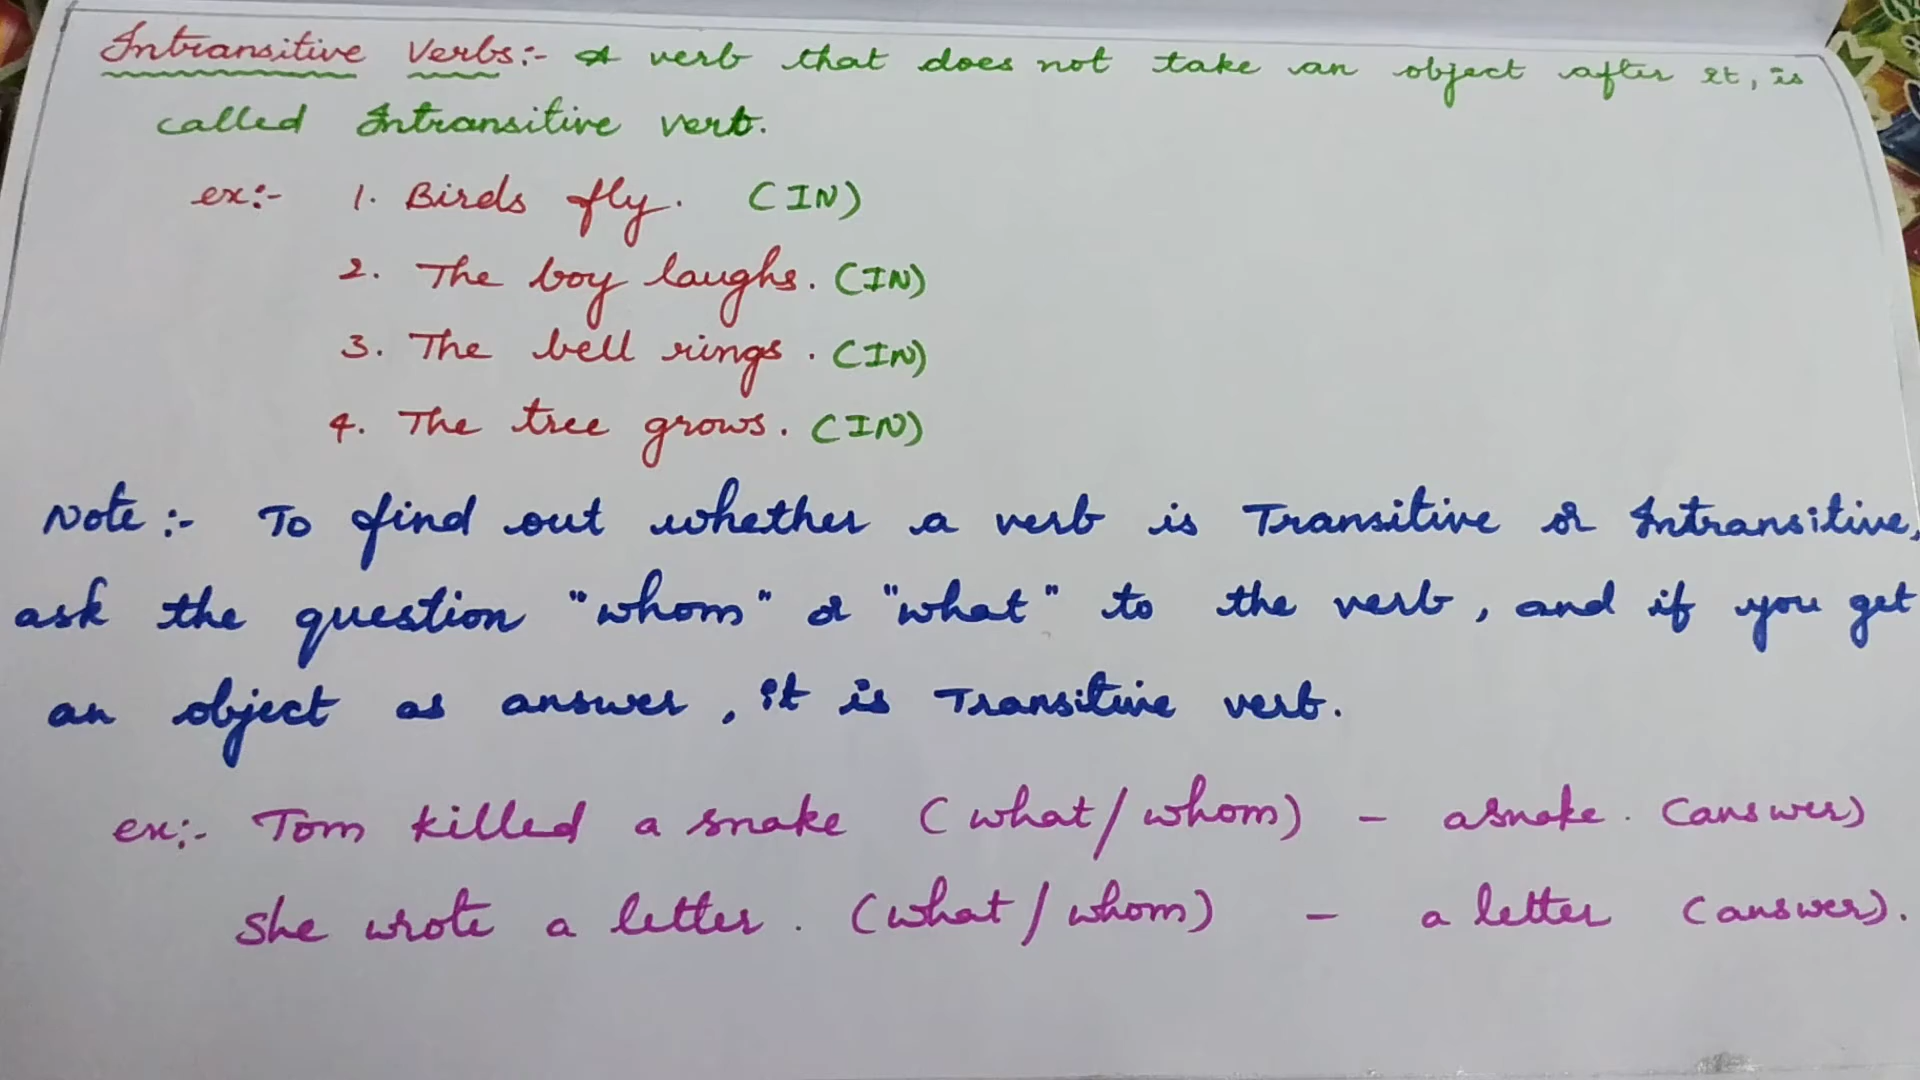 Intransitive Verbs:- A verb that does not take an object after it, is
called Intransitive verb.
ex:- 1. Birds fly. (IN)
2. The boy laughs. (IN)
3. The bell rings. (IN)
4. The tree grows. (IN)
Note:- To find out whether a verb is Transitive or Intransitive,
ask the question "whom" or "what" to the verb, and if you get
an object as answer, it is Transitive verb.
ex:- Tom killed a snake (what/whom) - asnake. (answer)
She wrote a letter. (what/whom) - a letter (answer).